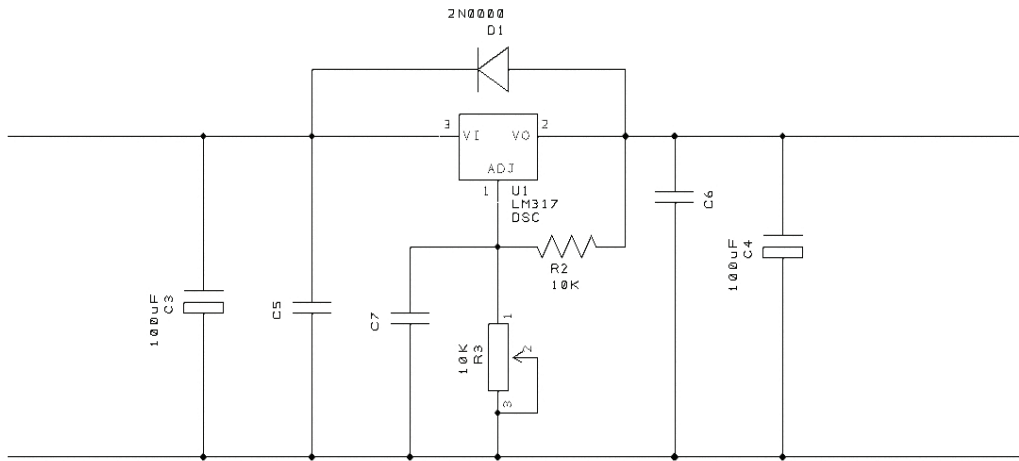 2N0000
D1
3
VI
VO
2
ADJ
1
U1
LM317
DSC
R2
10K
C6
100uF
C4
100uF
C3
C5
C7
10K
R3
1
2
3